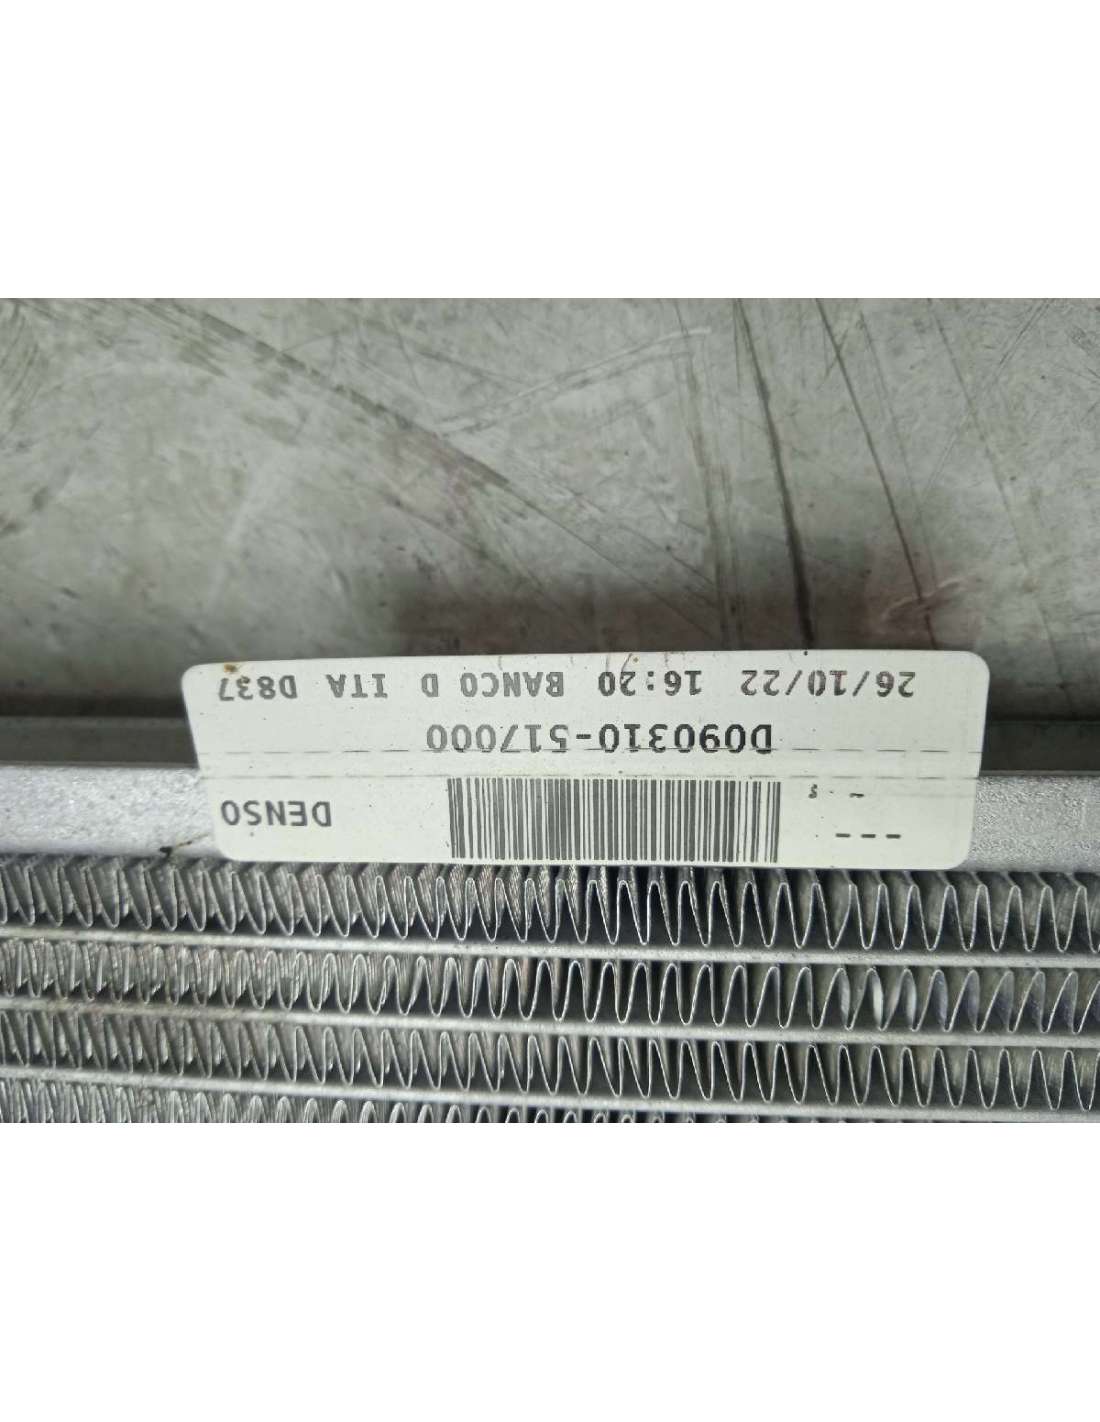 DENSO
D090310-517000
26/10/22 16:20 BANCO D ITA D837